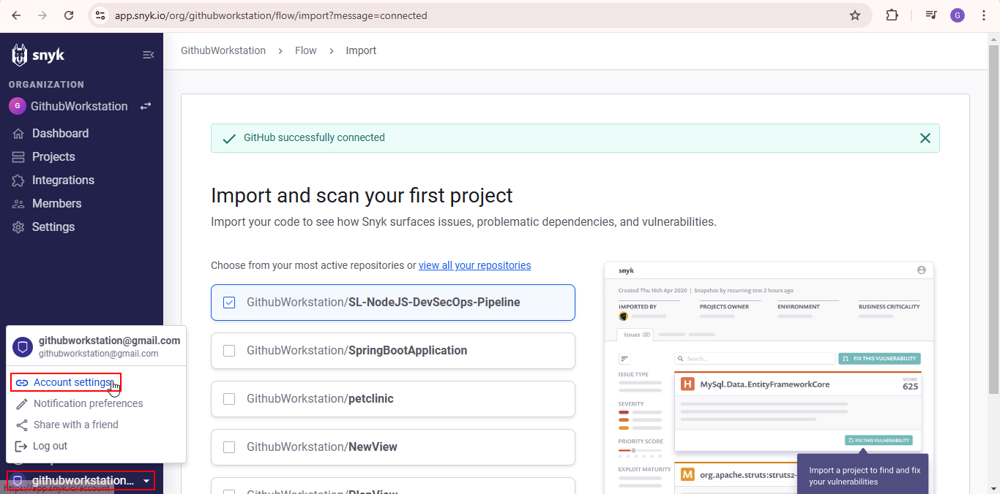 app.snyk.io/org/githubworkstation/flow/import?message=connected
G
snyk
ORGANIZATION
G
GithubWorkstation
Dashboard
Projects
Integrations
Members
Settings
githubworkstation@gmail.com
githubworkstation@gmail.com
Account settings
Notification preferences
Share with a friend
Log out
githubworkstation...
https://app.snyk.io/account
GithubWorkstation > Flow > Import
GitHub successfully connected
Import and scan your first project
Import your code to see how Snyk surfaces issues, problematic dependencies, and vulnerabilities.
Choose from your most active repositories or view all your repositories
GithubWorkstation/SL-NodeJS-DevSecOps-Pipeline
GithubWorkstation/SpringBootApplication
GithubWorkstation/petclinic
GithubWorkstation/NewView
snyk
Created Thu 16th Apr 2020 | Snapshot by recurring test 2 hours ago
IMPORTED BY
PROJECTS OWNER
ENVIRONMENT
BUSINESS CRITICALITY
Issues
Search...
FIX THIS VULNERABILITY
ISSUE TYPE
SEVERITY
PRIORITY SCORE
EXPLOIT MATURITY
H
MySql.Data.EntityFrameworkCore
SCORE
625
FIX THIS VULNERABILITY
M
org.apache.struts:struts2-
Import a project to find and fix
your vulnerabilities